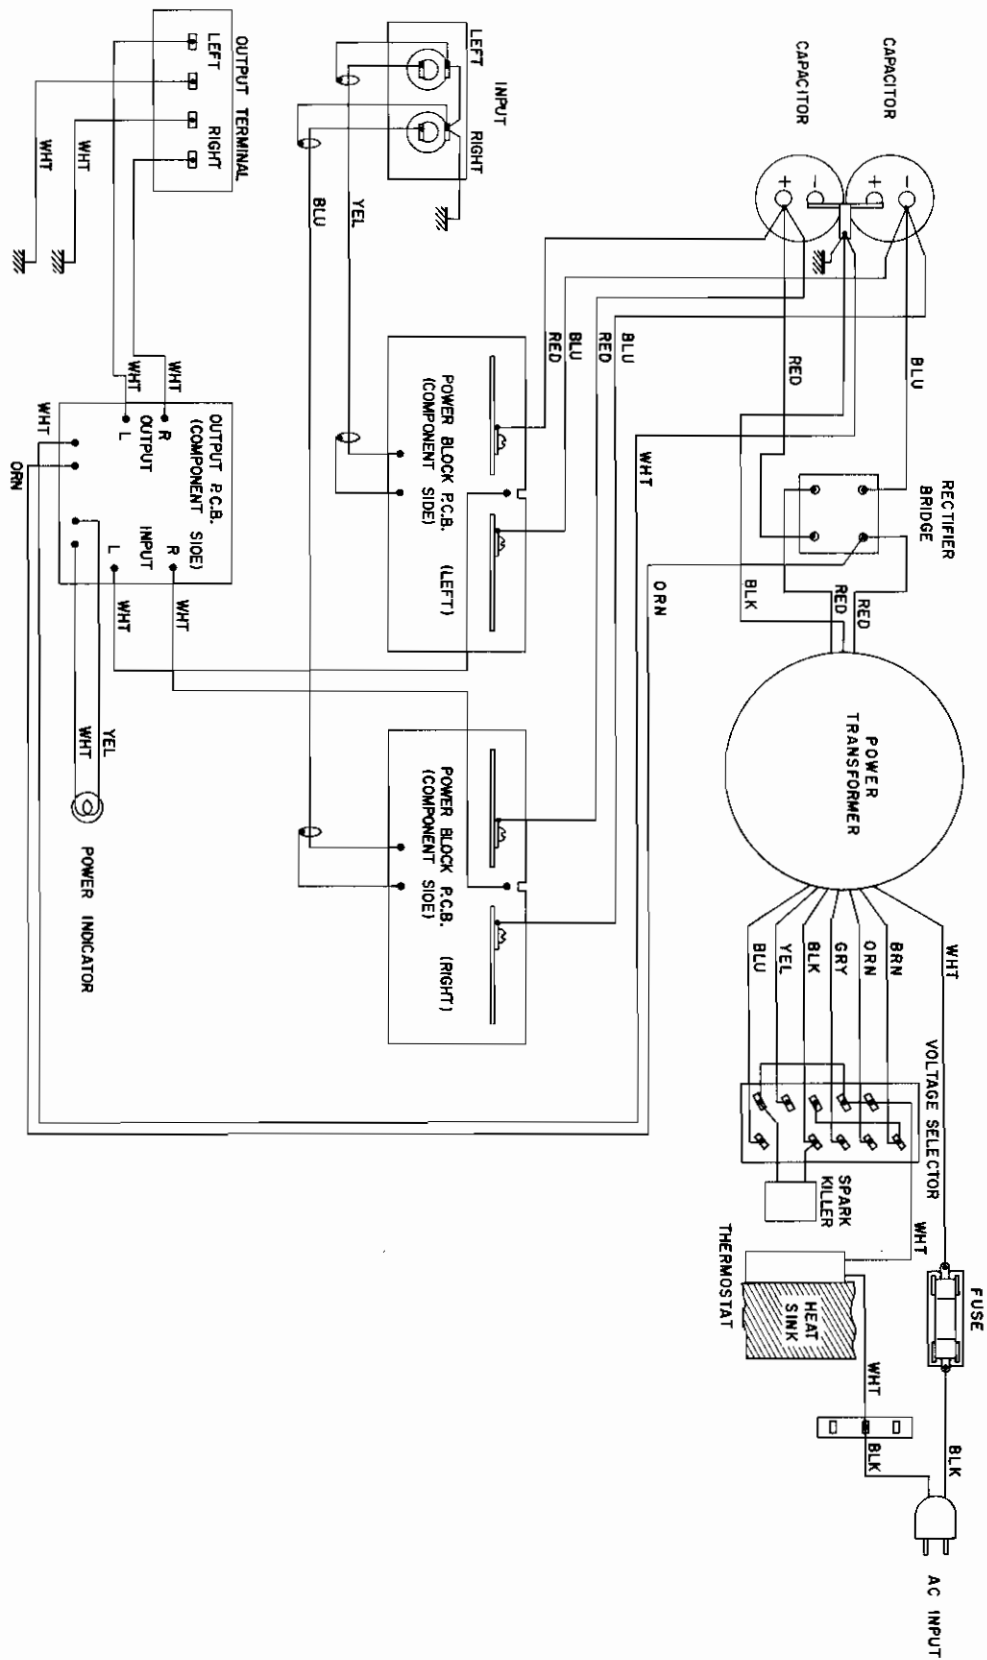 CAPACITOR
CAPACITOR
+
-
+
-
BLU
RED
RECTIFIER
BRIDGE
BLU
RED
BLU
RED
WHT
ORN
BLK
RED
RED
POWER
TRANSFORMER
WHT
BRN
ORN
GRY
BLK
YEL
BLU
VOLTAGE SELECTOR
SPARK
KILLER
WHT
THERMOSTAT
HEAT
SINK
FUSE
WHT
BLK
BLK
AC INPUT
INPUT
LEFT
RIGHT
YEL
BLU
POWER BLOCK P.C.B. (LEFT)
(COMPONENT SIDE)
POWER BLOCK P.C.B. (RIGHT)
(COMPONENT SIDE)
OUTPUT TERMINAL
LEFT
RIGHT
WHT
WHT
WHT
WHT
OUTPUT P.C.B.
(COMPONENT SIDE)
R
OUTPUT
L
R
INPUT
L
WHT
ORN
WHT
WHT
YEL
WHT
POWER INDICATOR